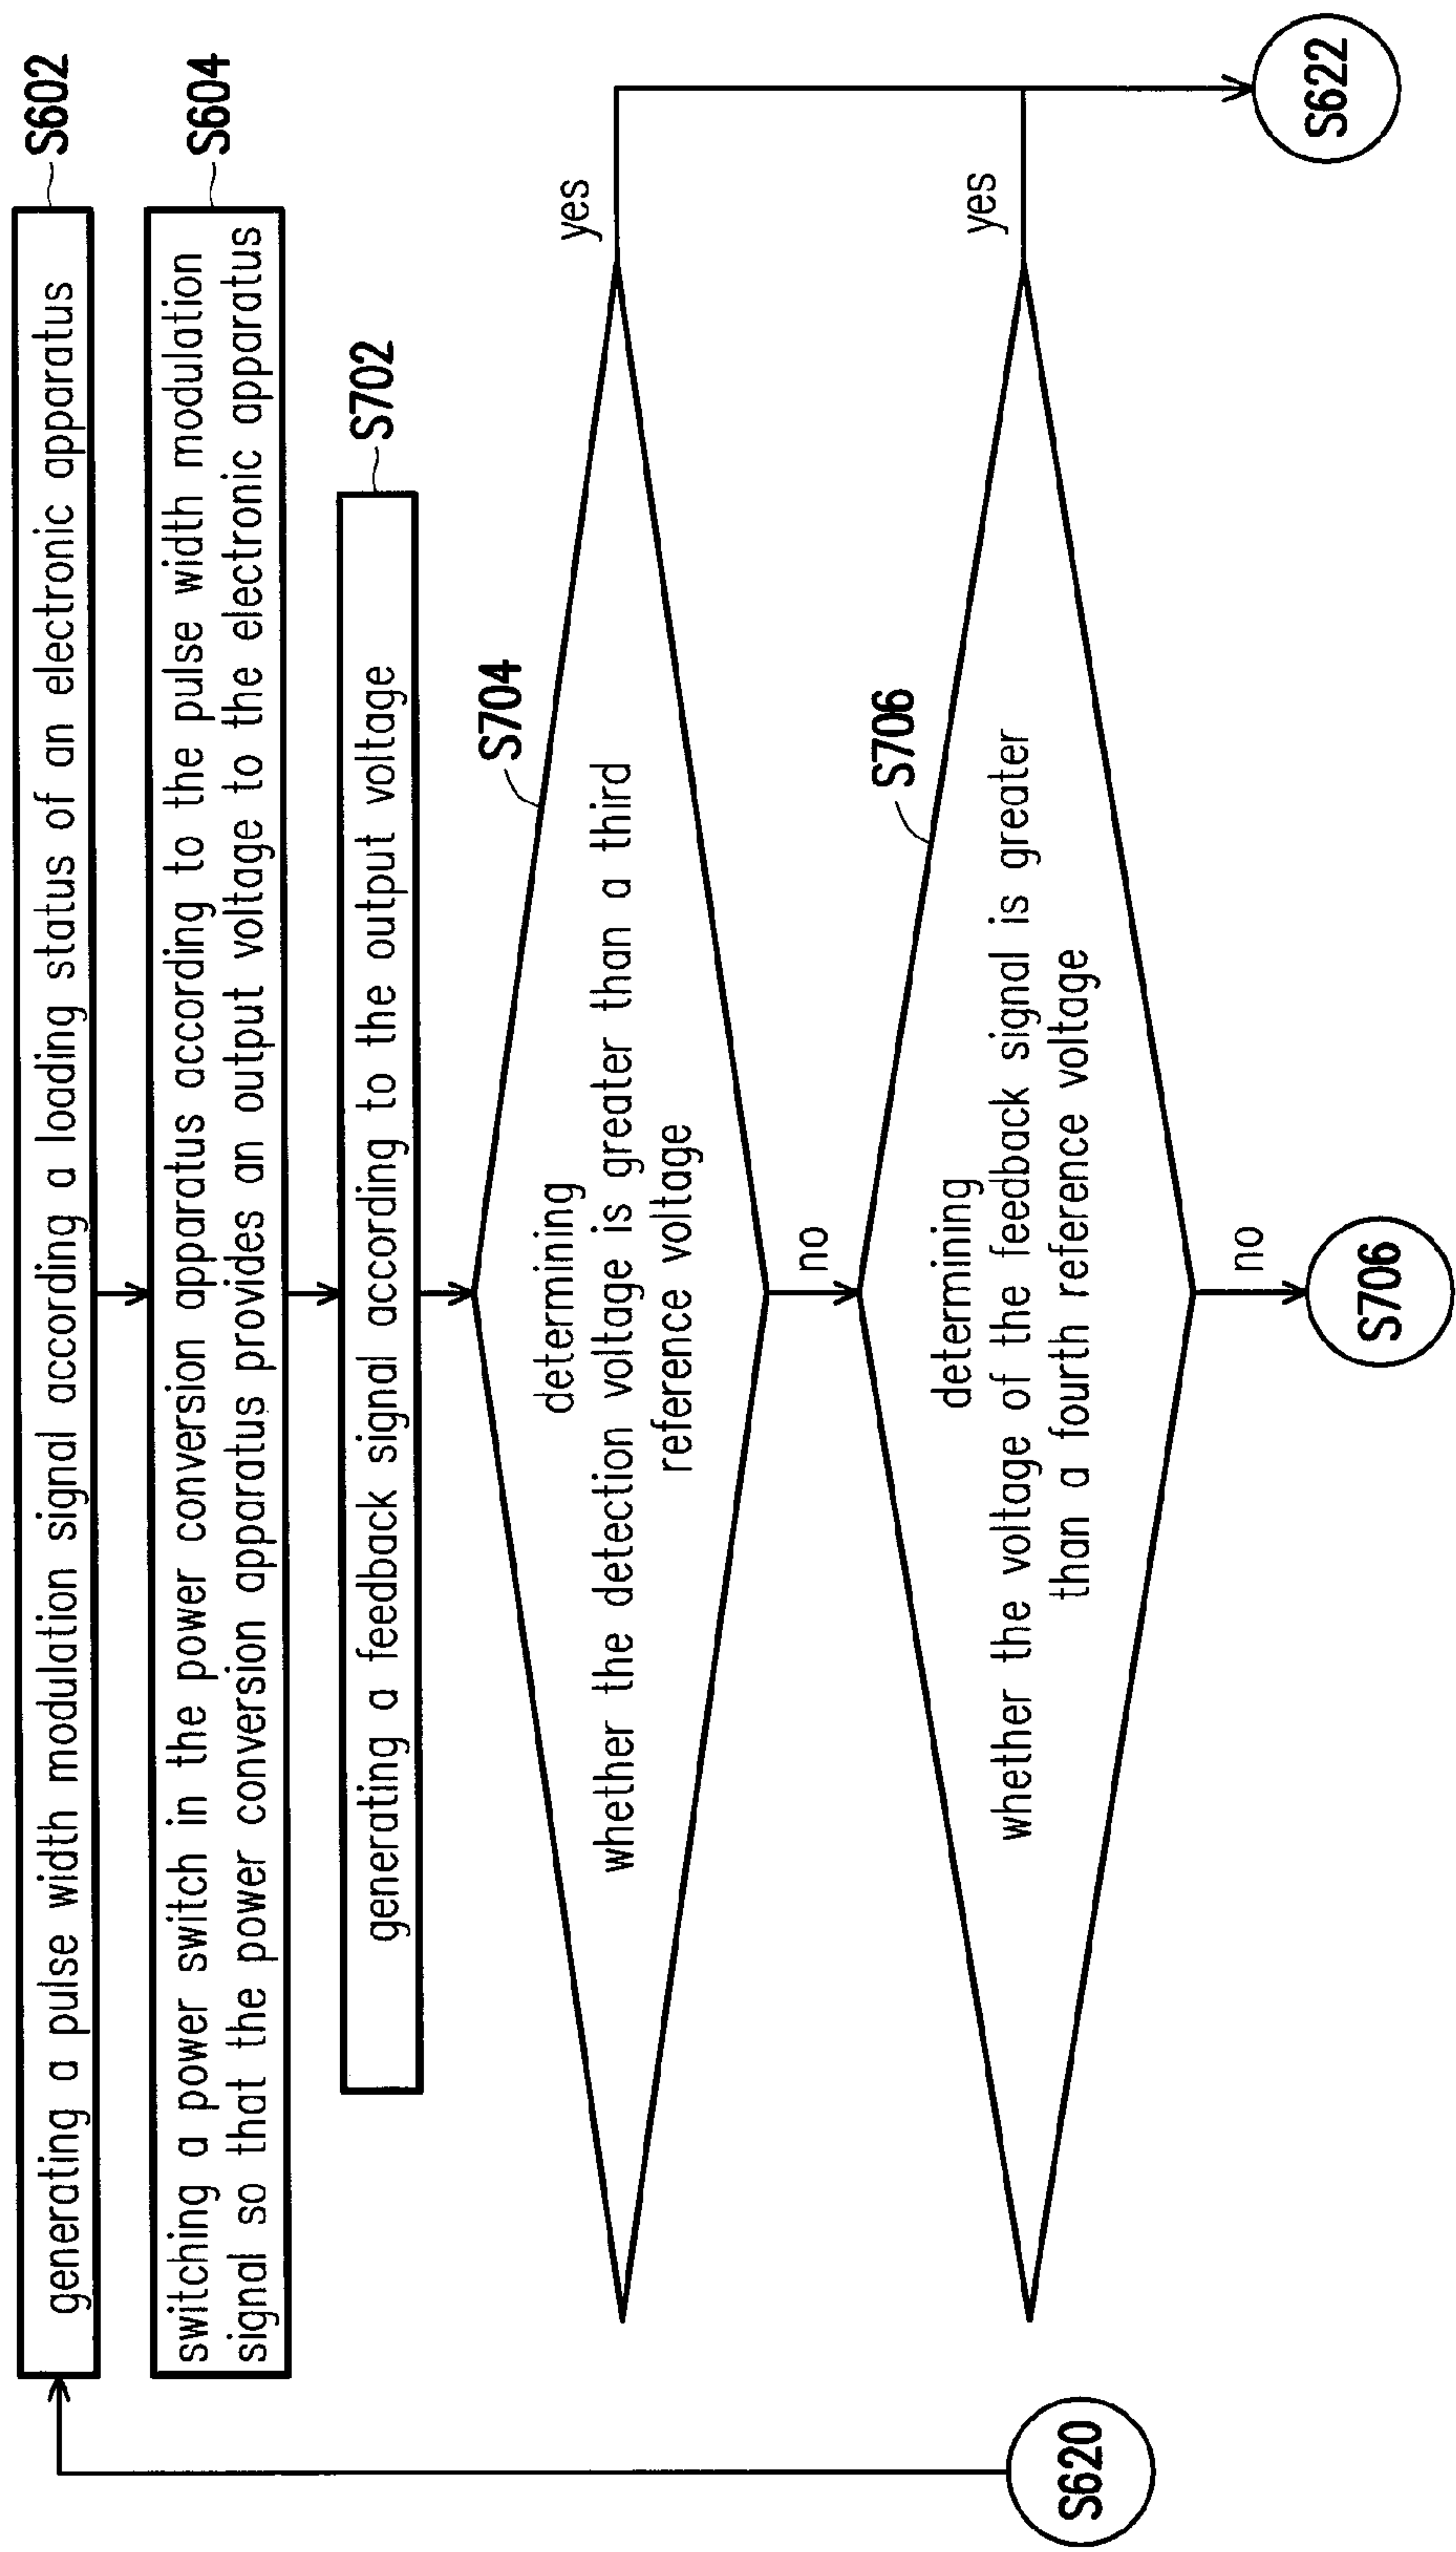 generating a pulse width modulation signal according a loading status of an electronic apparatus
S602
switching a power switch in the power conversion apparatus according to the pulse width modulation
signal so that the power conversion apparatus provides an output voltage to the electronic apparatus
S604
generating a feedback signal according to the output voltage
S702
S704
determining
whether the detection voltage is greater than a third
reference voltage
yes
no
S706
determining
whether the voltage of the feedback signal is greater
than a fourth reference voltage
yes
no
S620
S706
S622